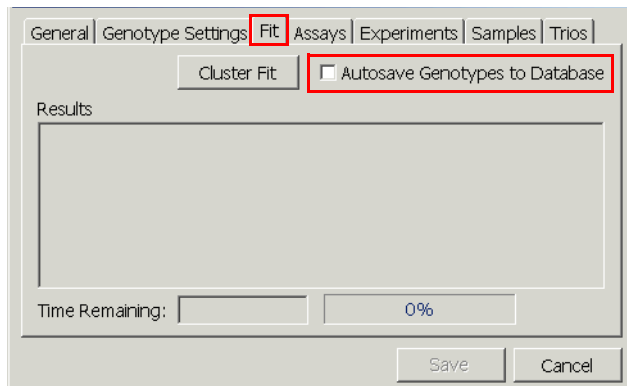 General Genotype Settings Fit Assays Experiments Samples Trios
Cluster Fit Autosave Genotypes to Database
Results
Time Remaining: 0%
Save Cancel